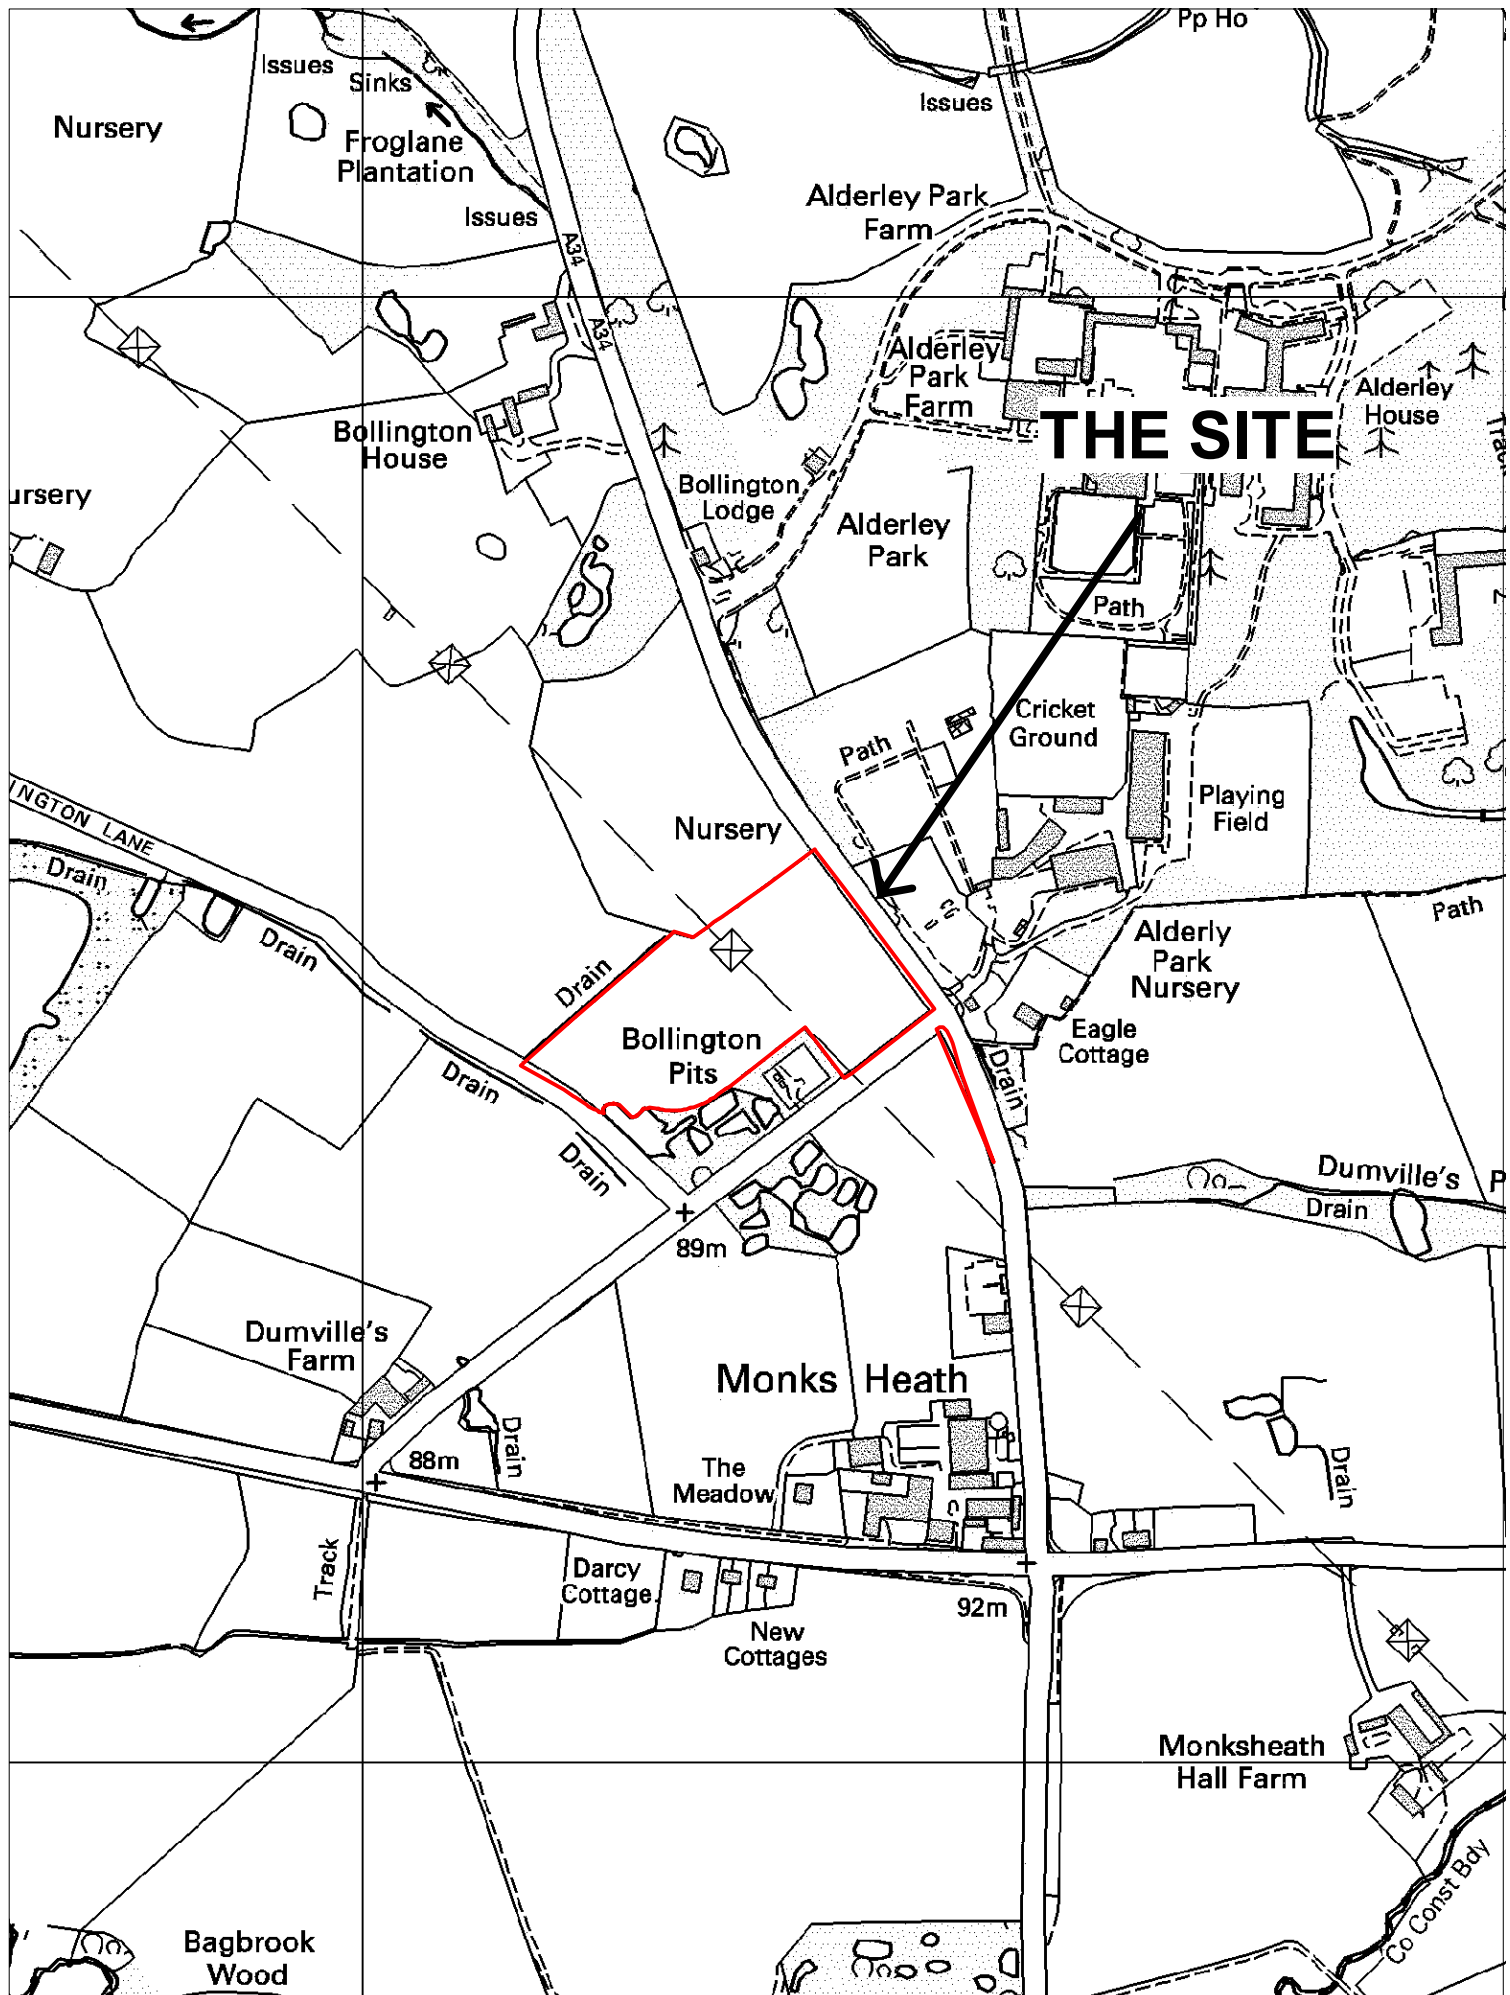 Pp Ho
Issues
Sinks
Issues
Nursery
Froglane
Plantation
Issues
Alderley Park
Farm
A34
A34
Alderley
Park
Farm
Alderley
House
THE SITE
Bollington
House
Track
ursery
Bollington
Lodge
Alderley
Park
Path
Cricket
Ground
Path
Playing
Field
INGTON LANE
Nursery
Drain
Path
Drain
Alderly
Park
Nursery
Drain
Bollington
Pits
Eagle
Cottage
Drain
Drain
Drain
Dumville's P
Drain
89m
Dumville's
Farm
Monks Heath
88m
Drain
The
Meadow
Drain
Track
Darcy
Cottage
92m
New
Cottages
Monksheath
Hall Farm
Co Const Bdy
Bagbrook
Wood